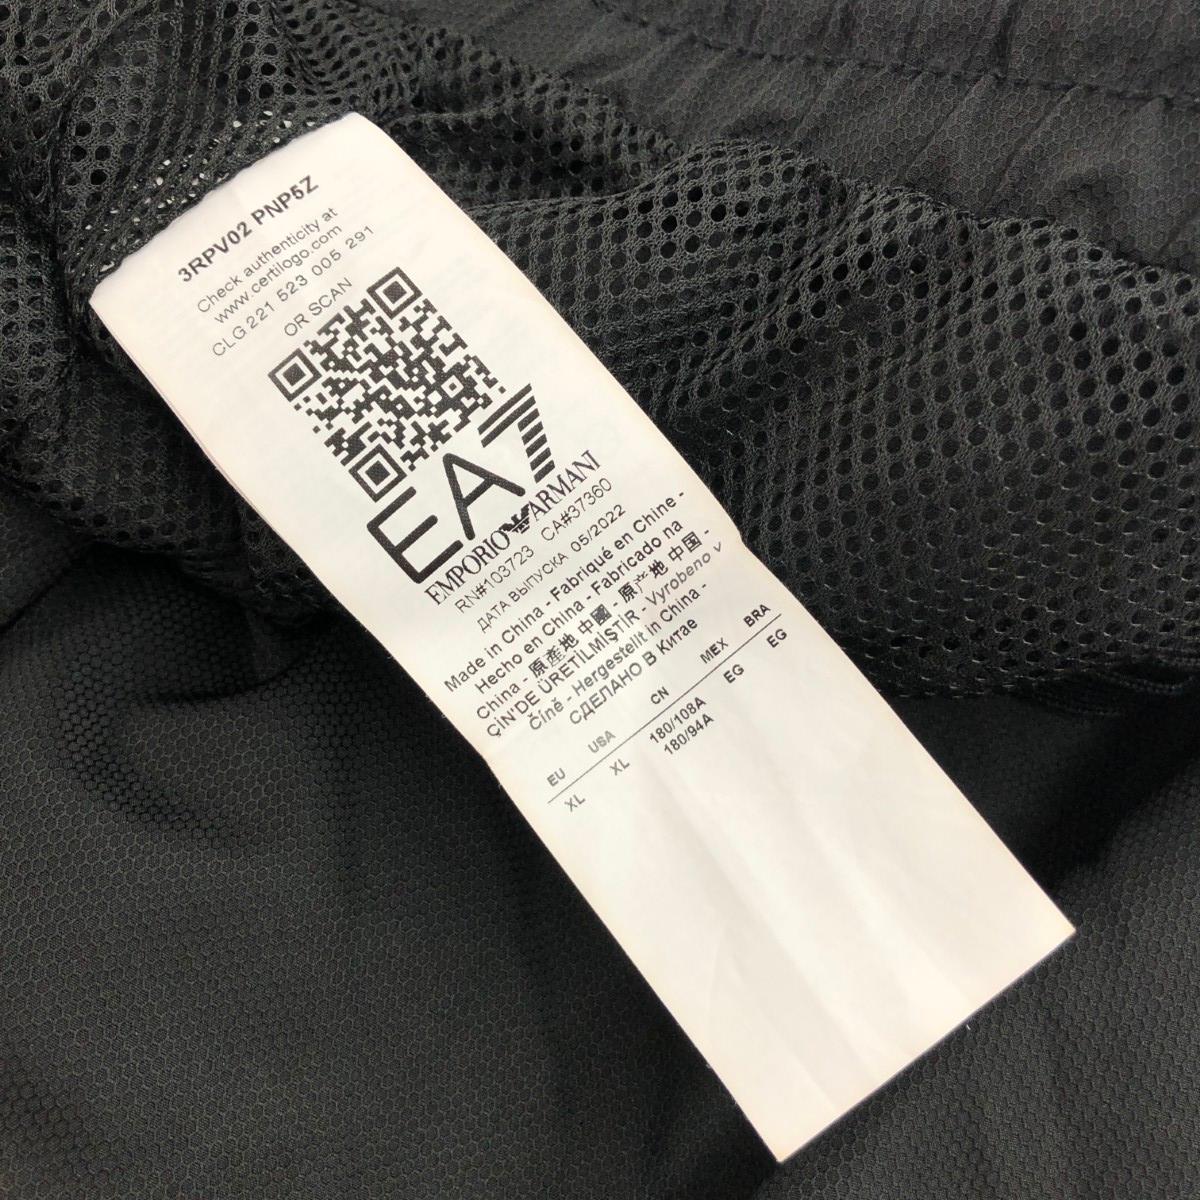 3RPV02 PNP5Z
Check authenticity at
www.certilogo.com
CLG 221 523 005 291
OR SCAN
EA7
EMPORIO ARMANI
RN#103723 CA#37360
ДАТА ВЫПУСКА 05/2022
Made in China - Fabriqué en Chine -
Hecho en China - Fabricado na
China - 原產地 中國 - 原产地 中国 -
ÇİN'DE ÜRETİLMİŞTİR - Vyrobeno v
Číně - Hergestellt in China -
СДЕЛАНО В Китае
EU USA CN MEX BRA
XL XL 180/108A EG EG
180/94A